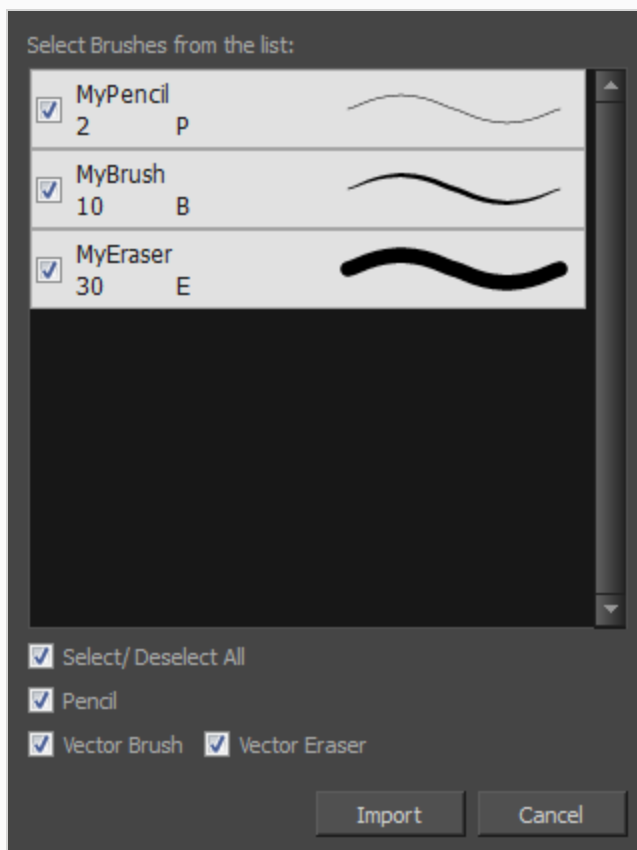 Select Brushes from the list:
MyPencil
2 P
MyBrush
10 B
MyEraser
30 E
Select/ Deselect All
Pencil
Vector Brush Vector Eraser
Import Cancel